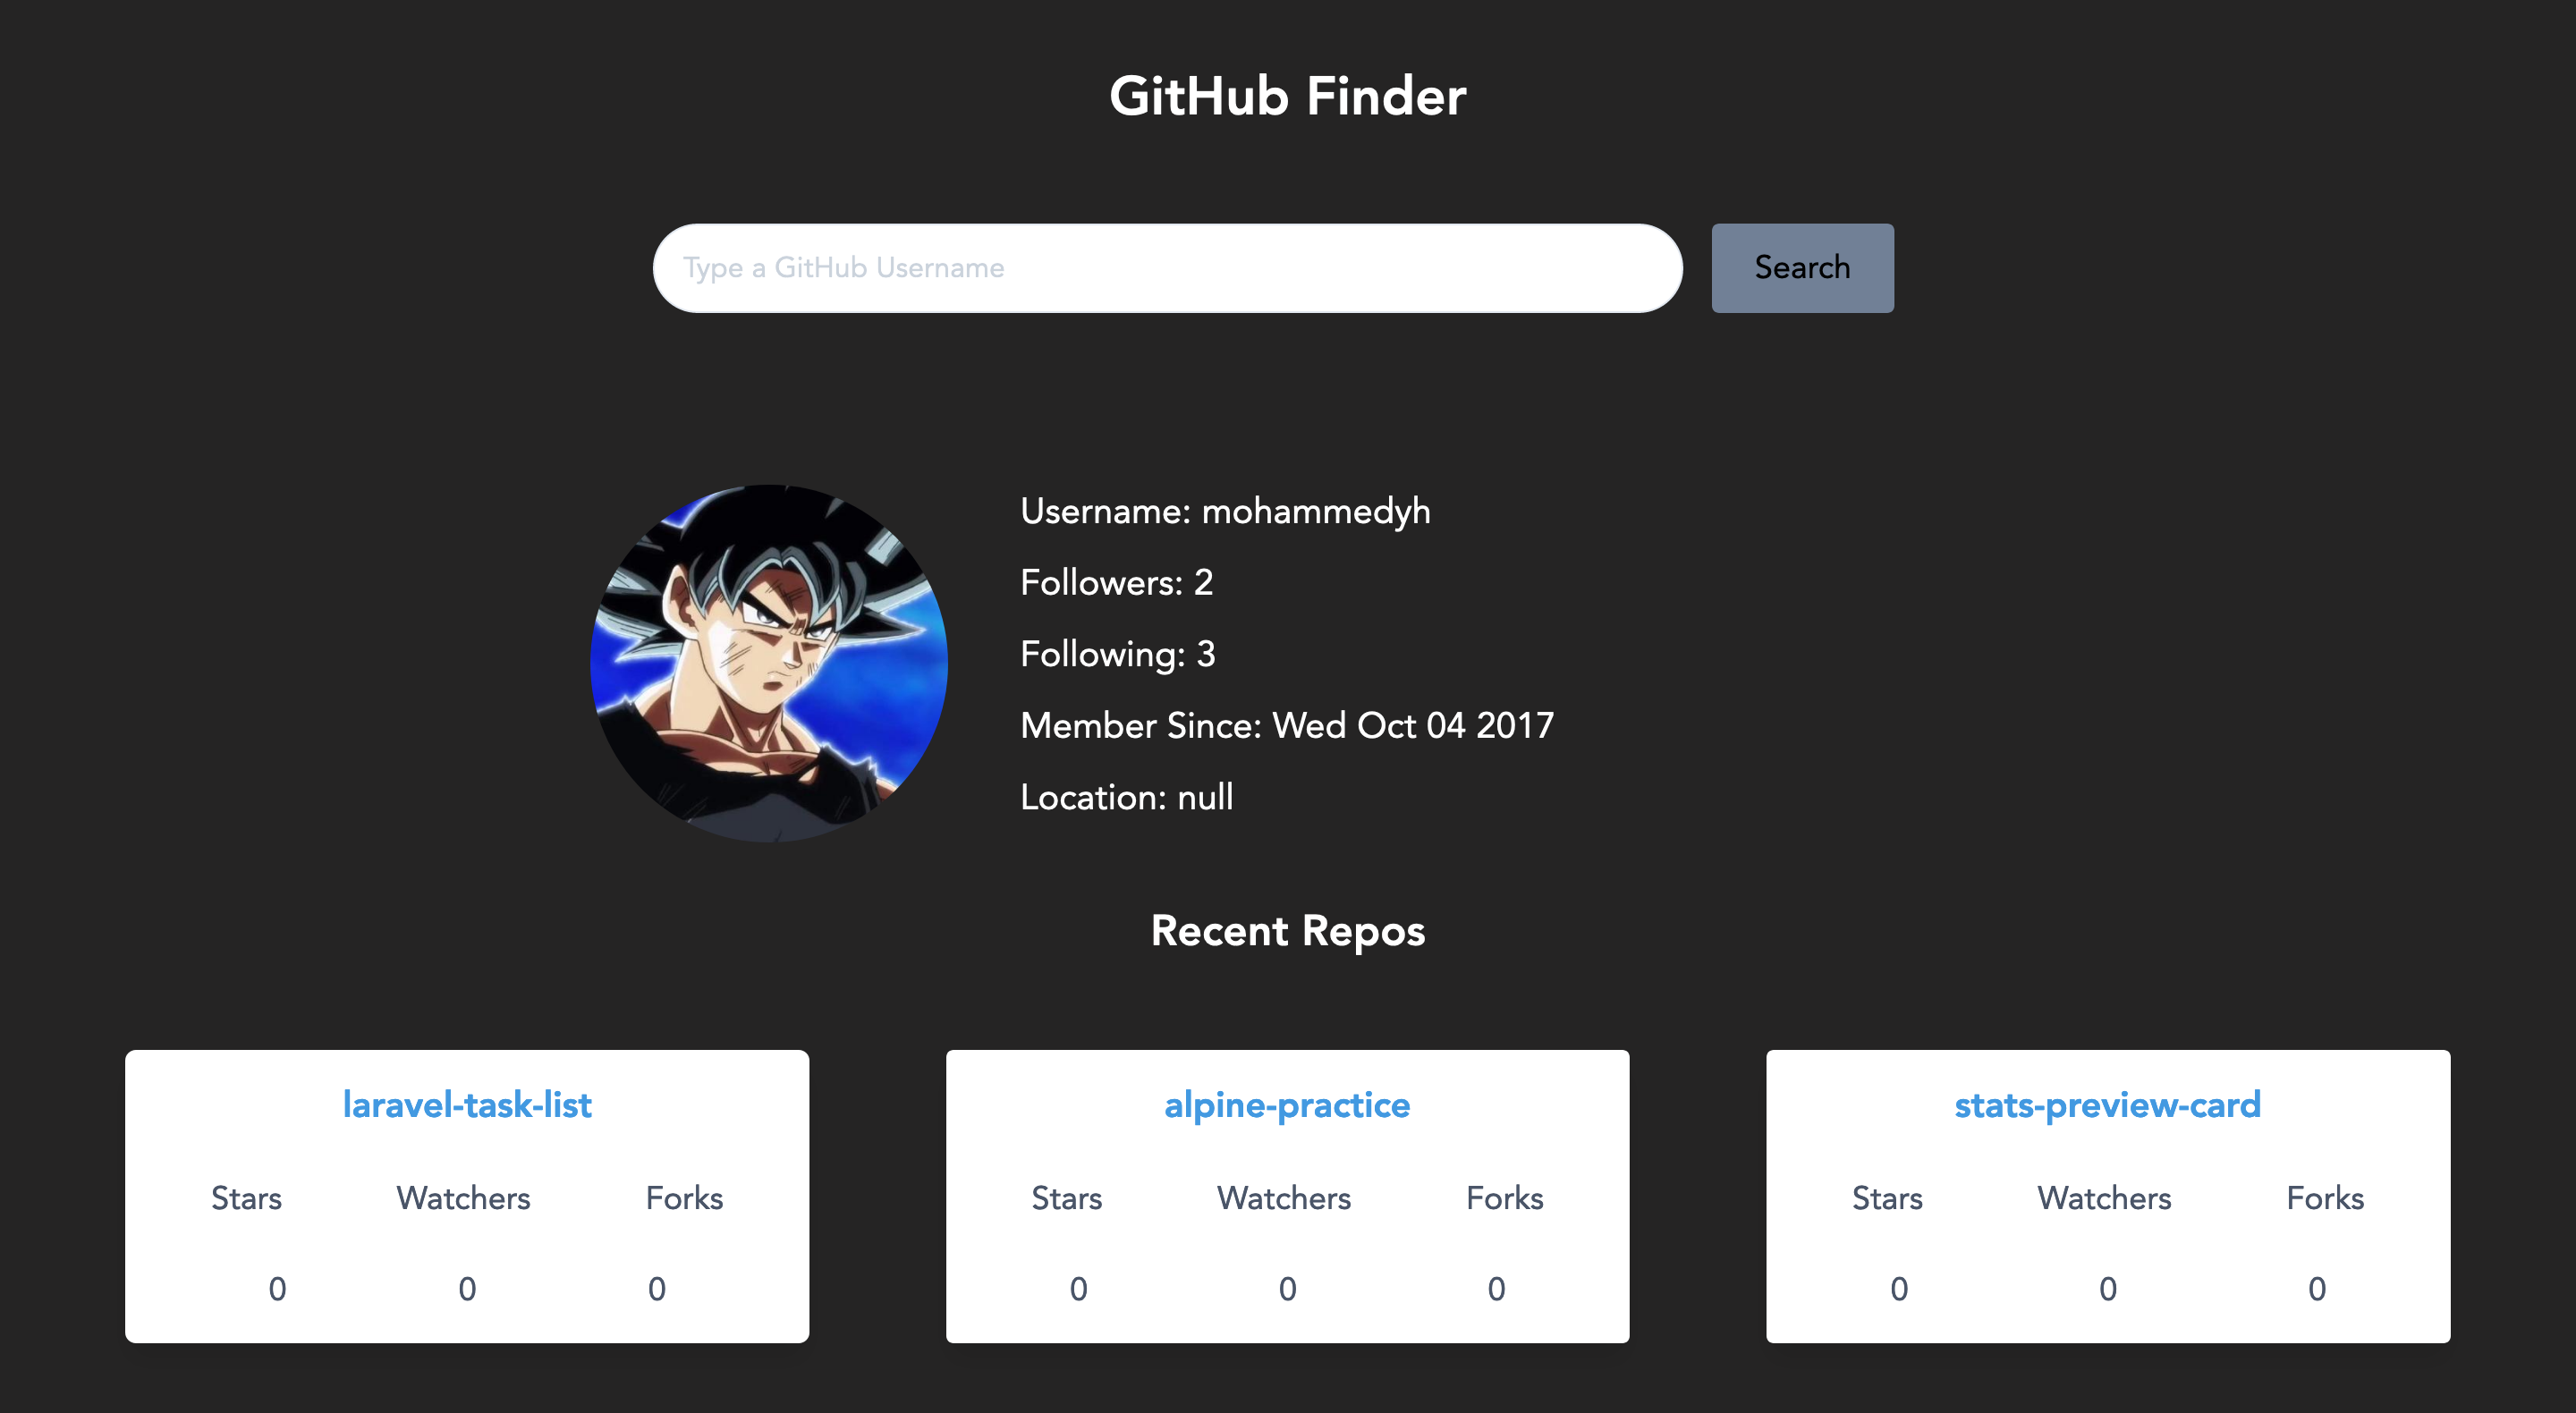 GitHub Finder
Type a GitHub Username
Search
Username: mohammedyh
Followers: 2
Following: 3
Member Since: Wed Oct 04 2017
Location: null
Recent Repos
laravel-task-list
Stars Watchers Forks
0 0 0
alpine-practice
Stars Watchers Forks
0 0 0
stats-preview-card
Stars Watchers Forks
0 0 0